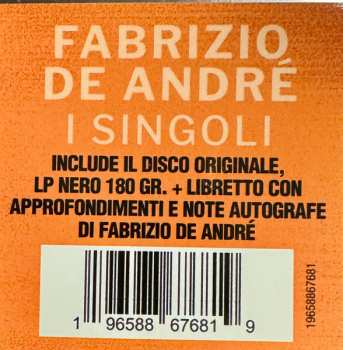 FABRIZIO
DE ANDRÉ
I SINGOLI
INCLUDE IL DISCO ORIGINALE,
LP NERO 180 GR. + LIBRETTO CON
APPROFONDIMENTI E NOTE AUTOGRAFE
DI FABRIZIO DE ANDRÉ
1 96588 67681 9
19658867681